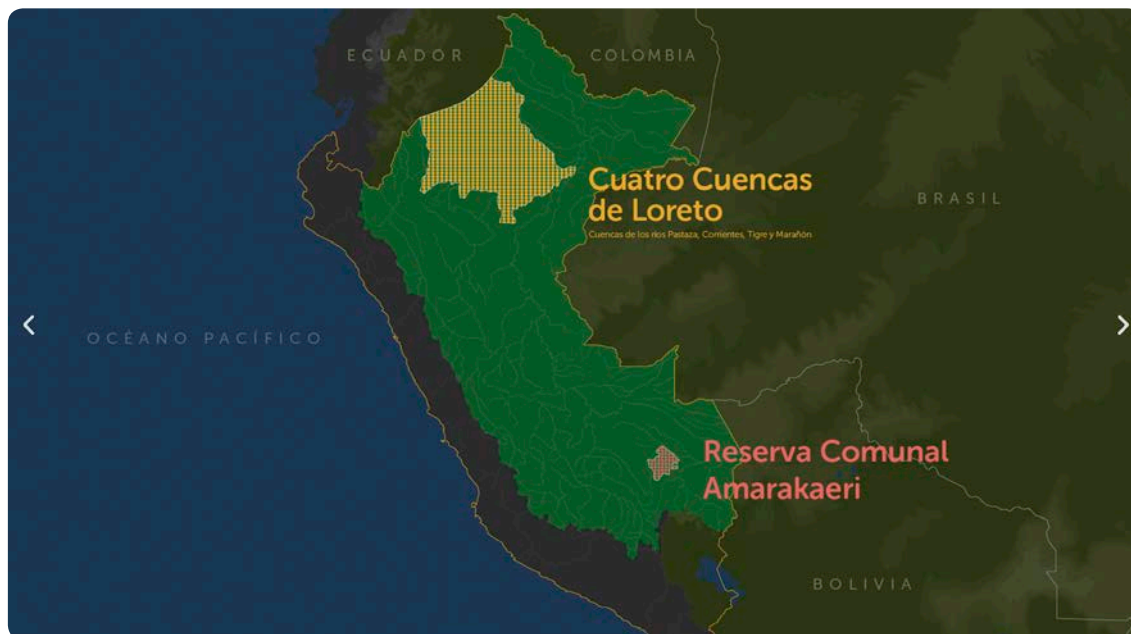 ECUADOR
COLOMBIA
Cuatro Cuencas
de Loreto
Cuencas de los ríos Pastaza, Corrientes, Tigre y Marañón
BRASIL
OCÉANO PACÍFICO
Reserva Comunal
Amarakaeri
BOLIVIA